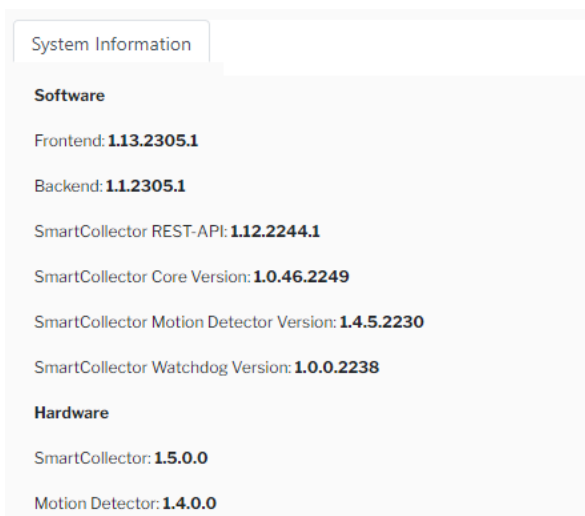 System Information
Software
Frontend: 1.13.2305.1
Backend: 1.1.2305.1
SmartCollector REST-API: 1.12.2244.1
SmartCollector Core Version: 1.0.46.2249
SmartCollector Motion Detector Version: 1.4.5.2230
SmartCollector Watchdog Version: 1.0.0.2238
Hardware
SmartCollector: 1.5.0.0
Motion Detector: 1.4.0.0